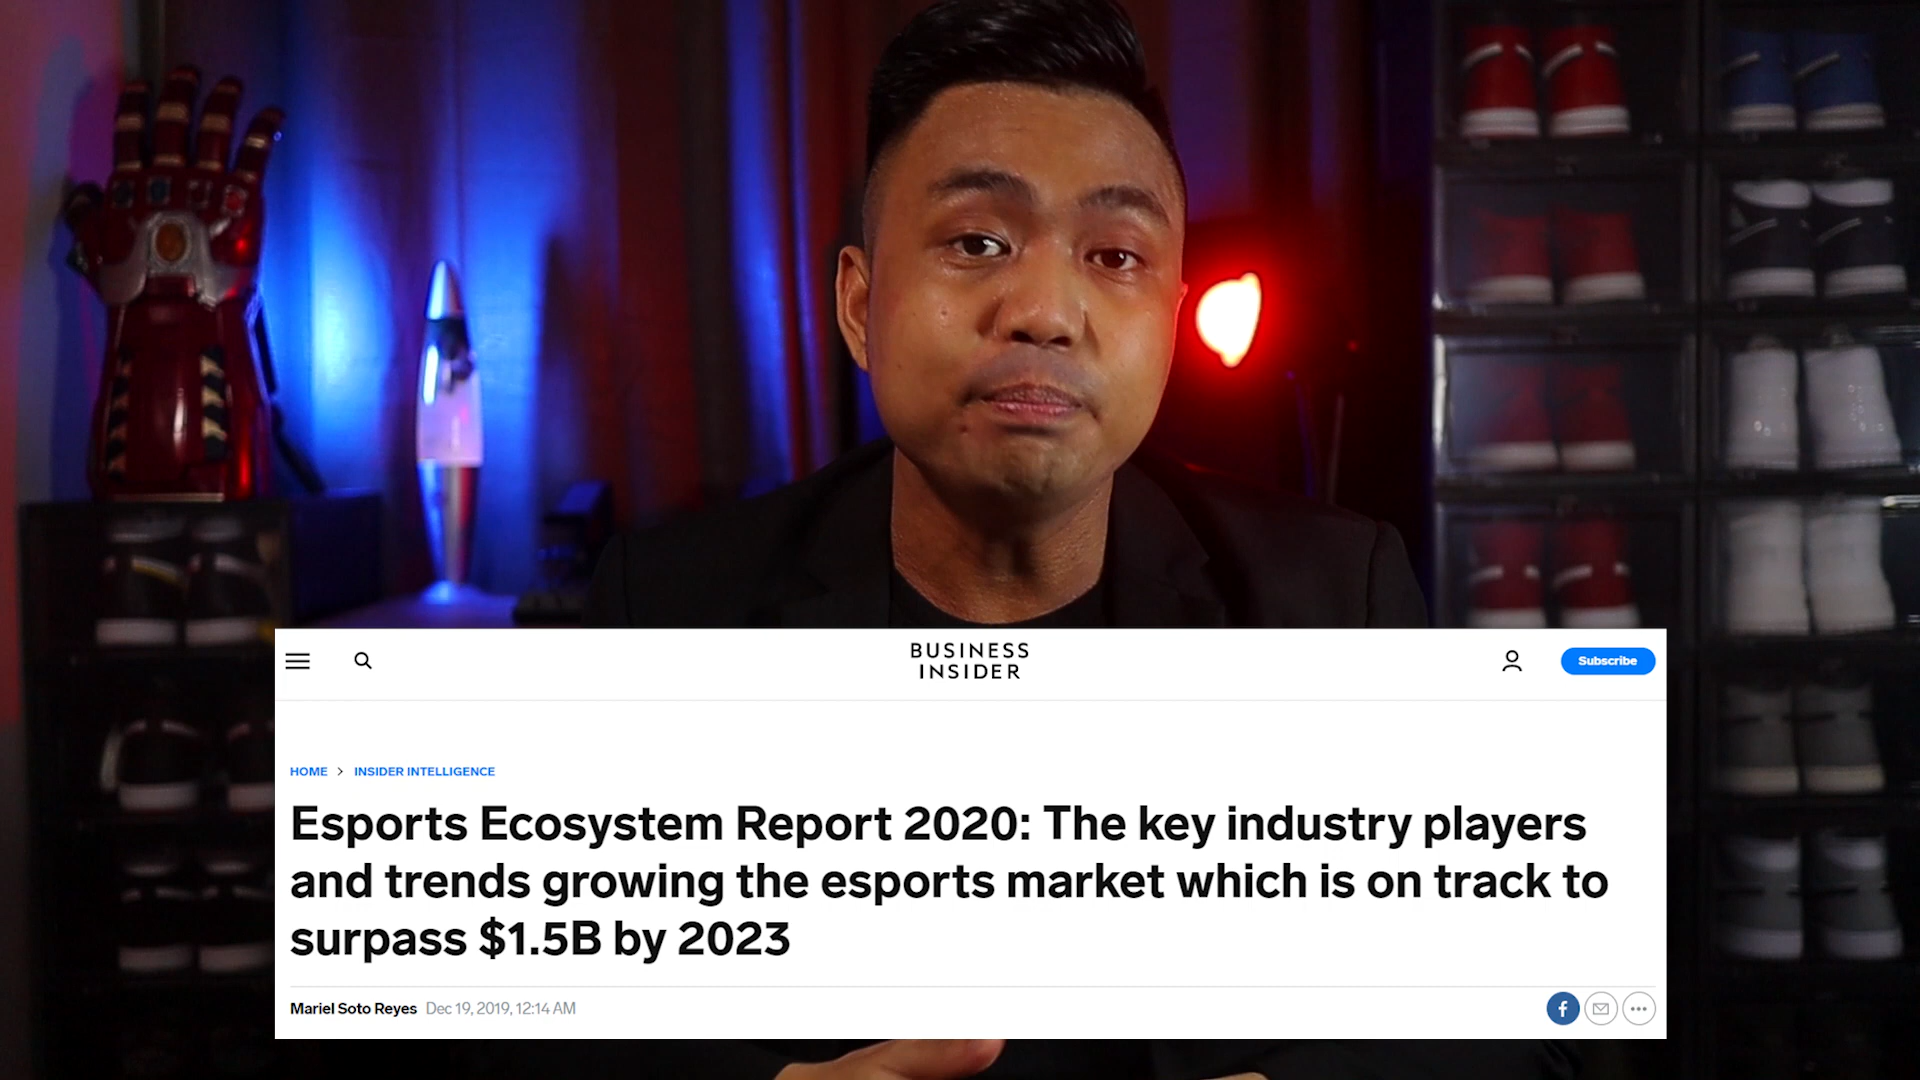 BUSINESS
INSIDER
Subscribe
HOME > INSIDER INTELLIGENCE
Esports Ecosystem Report 2020: The key industry players
and trends growing the esports market which is on track to
surpass $1.5B by 2023
Mariel Soto Reyes Dec 19, 2019, 12:14 AM